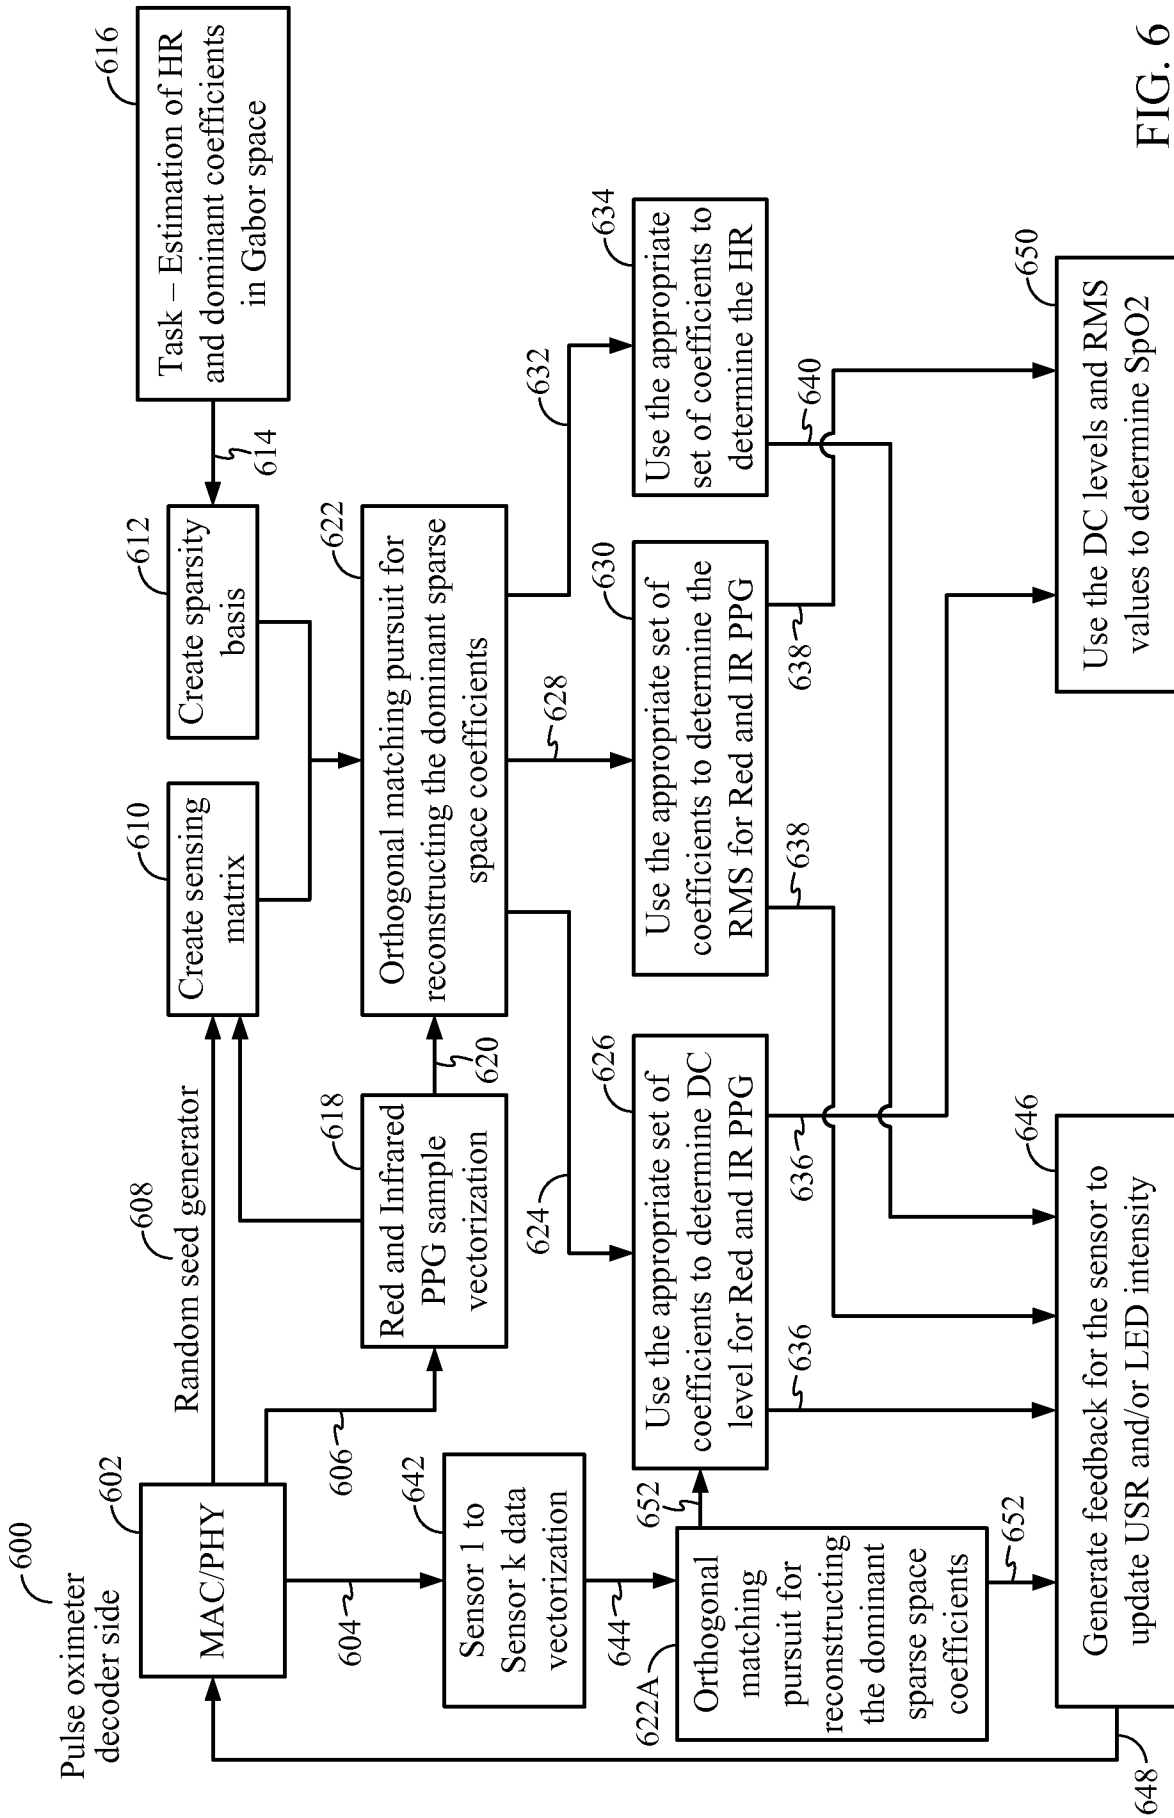 600
Pulse oximeter
decoder side
602
MAC/PHY
608
Random seed generator
610
Create sensing
matrix
612
Create sparsity
basis
614
616
Task – Estimation of HR
and dominant coefficients
in Gabor space
604
606
642
Sensor 1 to
Sensor k data
vectorization
618
Red and Infrared
PPG sample
vectorization
620
622
Orthogonal matching pursuit for
reconstructing the dominant sparse
space coefficients
644
624
628
632
622A
Orthogonal
matching
pursuit for
reconstructing
the dominant
sparse space
coefficients
652
652
626
Use the appropriate set of
coefficients to determine DC
level for Red and IR PPG
630
Use the appropriate set of
coefficients to determine the
RMS for Red and IR PPG
634
Use the appropriate
set of coefficients to
determine the HR
636
636
638
638
640
646
Generate feedback for the sensor to
update USR and/or LED intensity
648
650
Use the DC levels and RMS
values to determine SpO2
FIG. 6